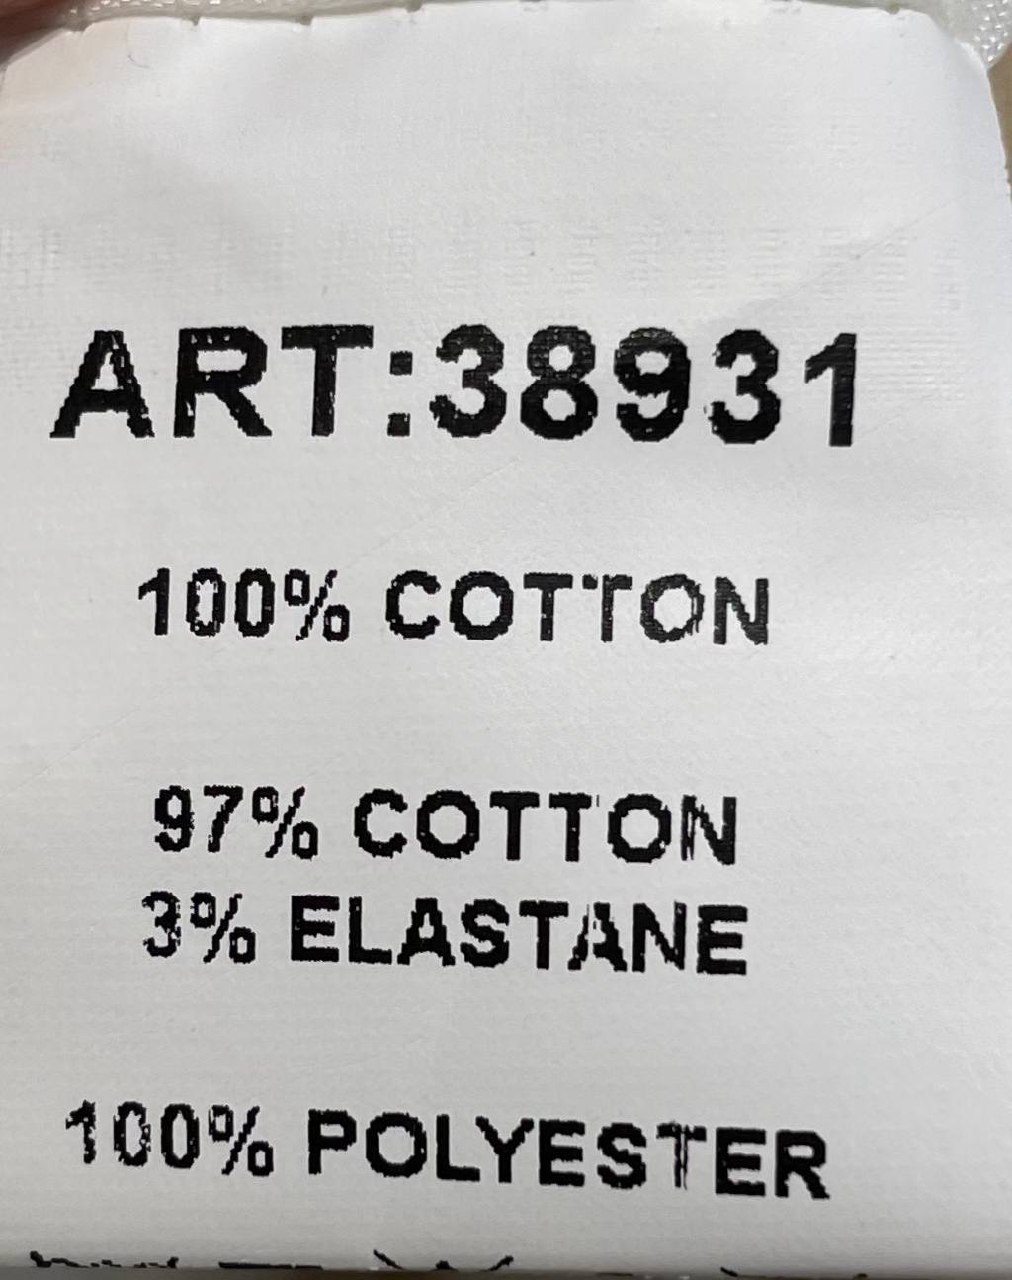 ART:38931
100% COTTON
97% COTTON
3% ELASTANE
100% POLYESTER